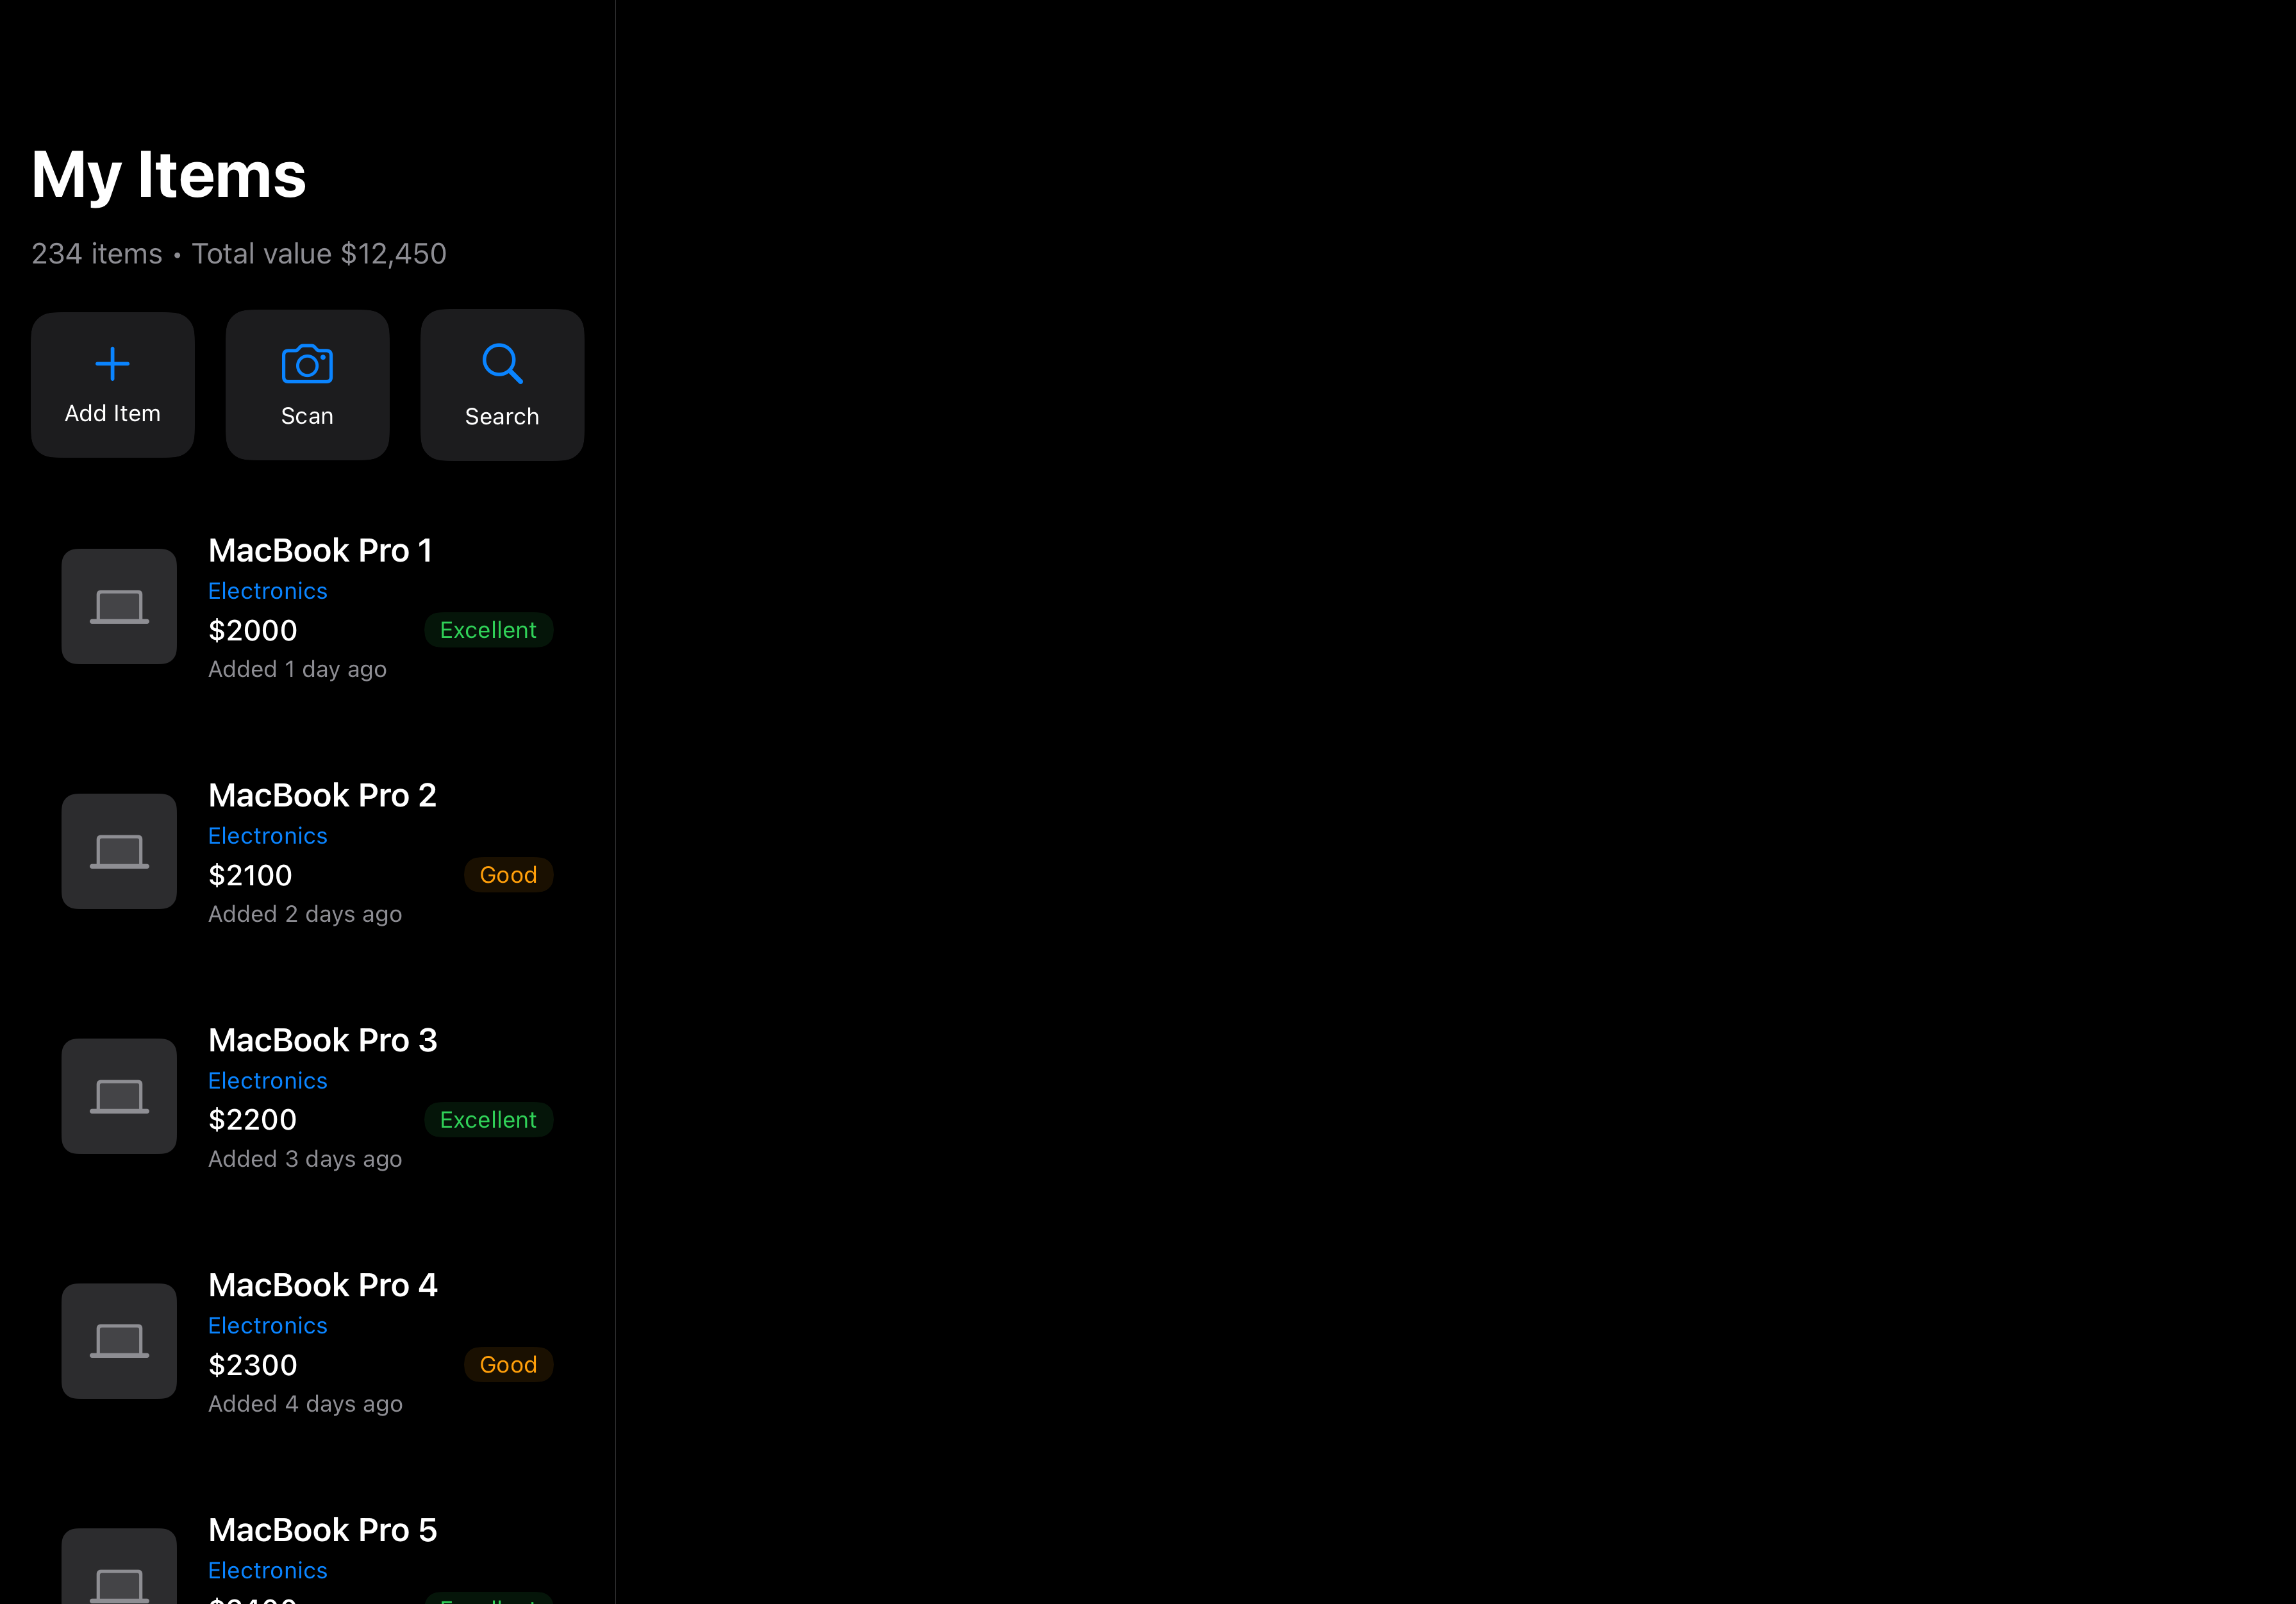 My Items
234 items • Total value $12,450
Add Item
Scan
Search
MacBook Pro 1
Electronics
$2000
Excellent
Added 1 day ago
MacBook Pro 2
Electronics
$2100
Good
Added 2 days ago
MacBook Pro 3
Electronics
$2200
Excellent
Added 3 days ago
MacBook Pro 4
Electronics
$2300
Good
Added 4 days ago
MacBook Pro 5
Electronics